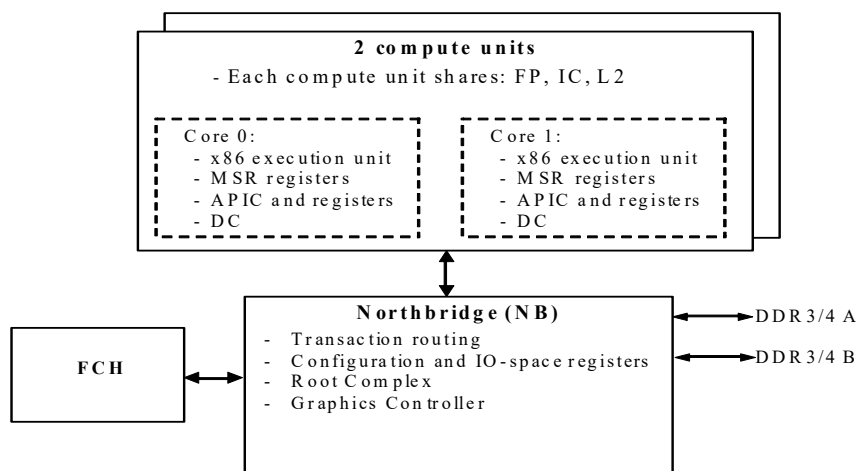 2 compute units
- Each compute unit shares: FP, IC, L2
Core 0:
- x86 execution unit
- MSR registers
- APIC and registers
- DC
Core 1:
- x86 execution unit
- MSR registers
- APIC and registers
- DC
Northbridge (NB)
- Transaction routing
- Configuration and IO-space registers
- Root Complex
- Graphics Controller
FCH
DDR3/4 A
DDR3/4 B